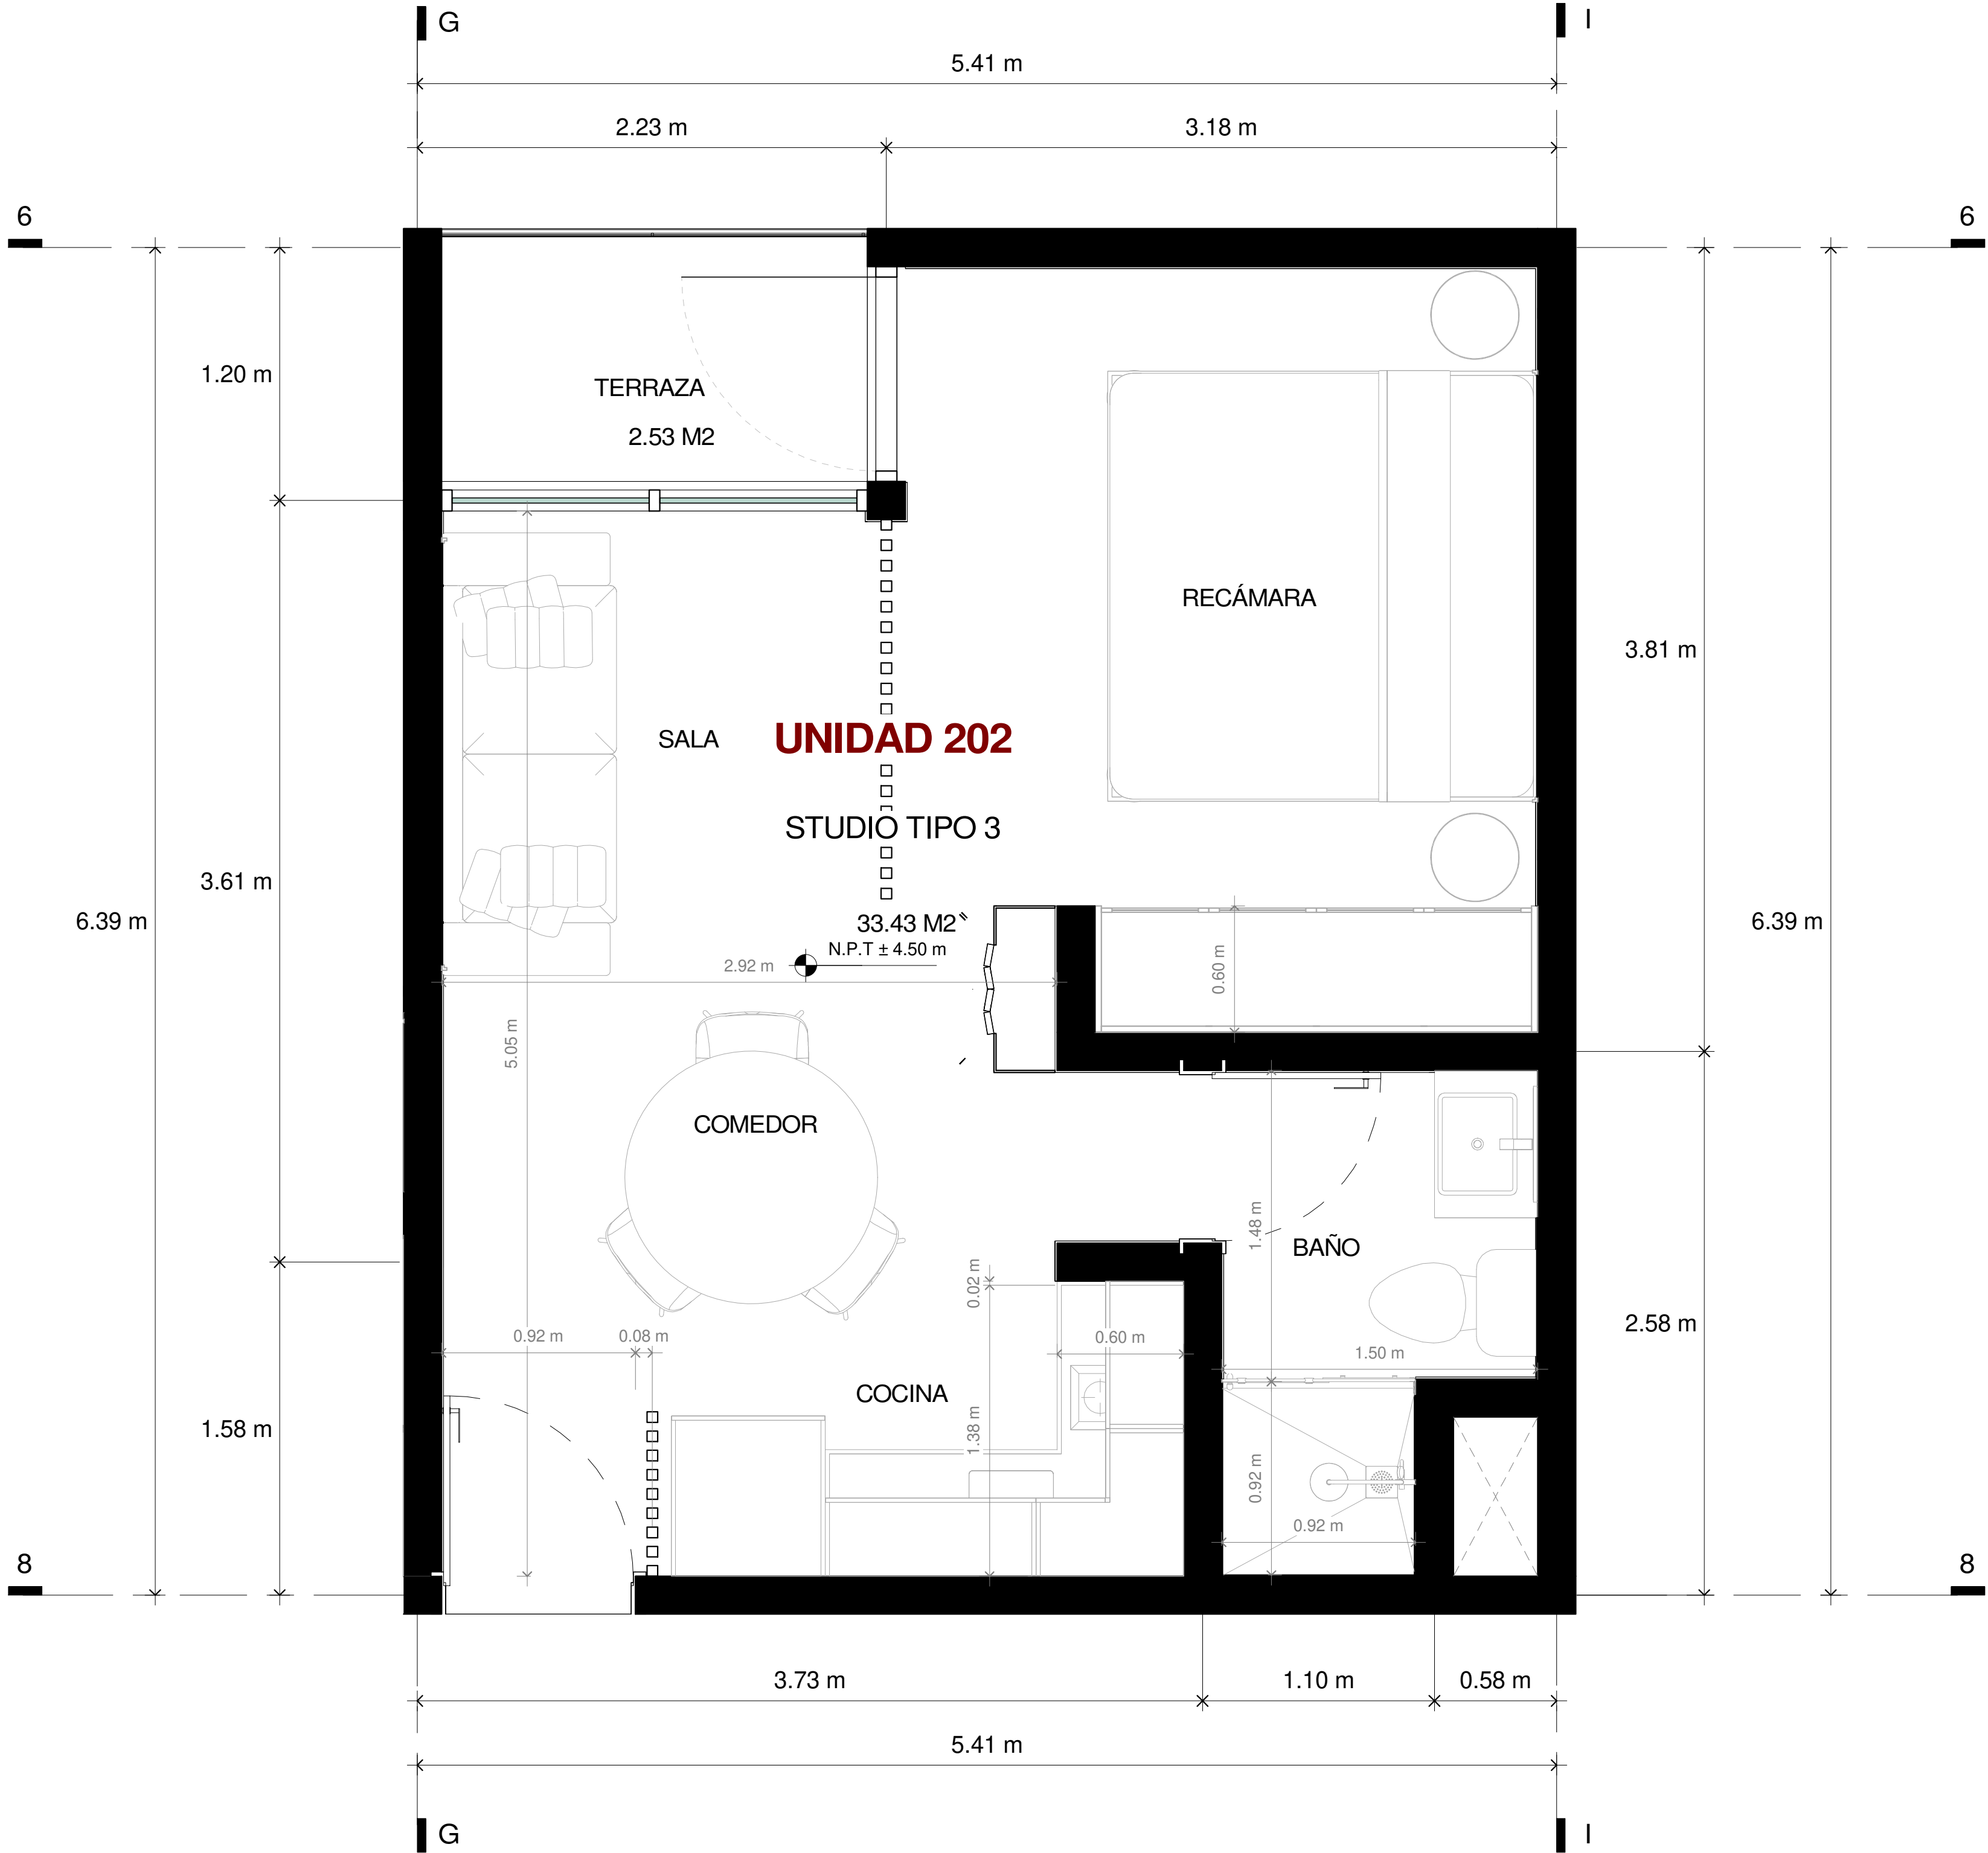 G
I
5.41 m
2.23 m
3.18 m
6
6
1.20 m
TERRAZA
2.53 M2
RECÁMARA
3.81 m
SALA
UNIDAD 202
STUDIO TIPO 3
3.61 m
6.39 m
6.39 m
33.43 M2
N.P.T ± 4.50 m
2.92 m
0.60 m
5.05 m
COMEDOR
1.48 m
BAÑO
0.02 m
0.92 m
0.08 m
0.60 m
1.50 m
2.58 m
COCINA
1.38 m
1.58 m
0.92 m
0.92 m
8
8
3.73 m
1.10 m
0.58 m
5.41 m
G
I